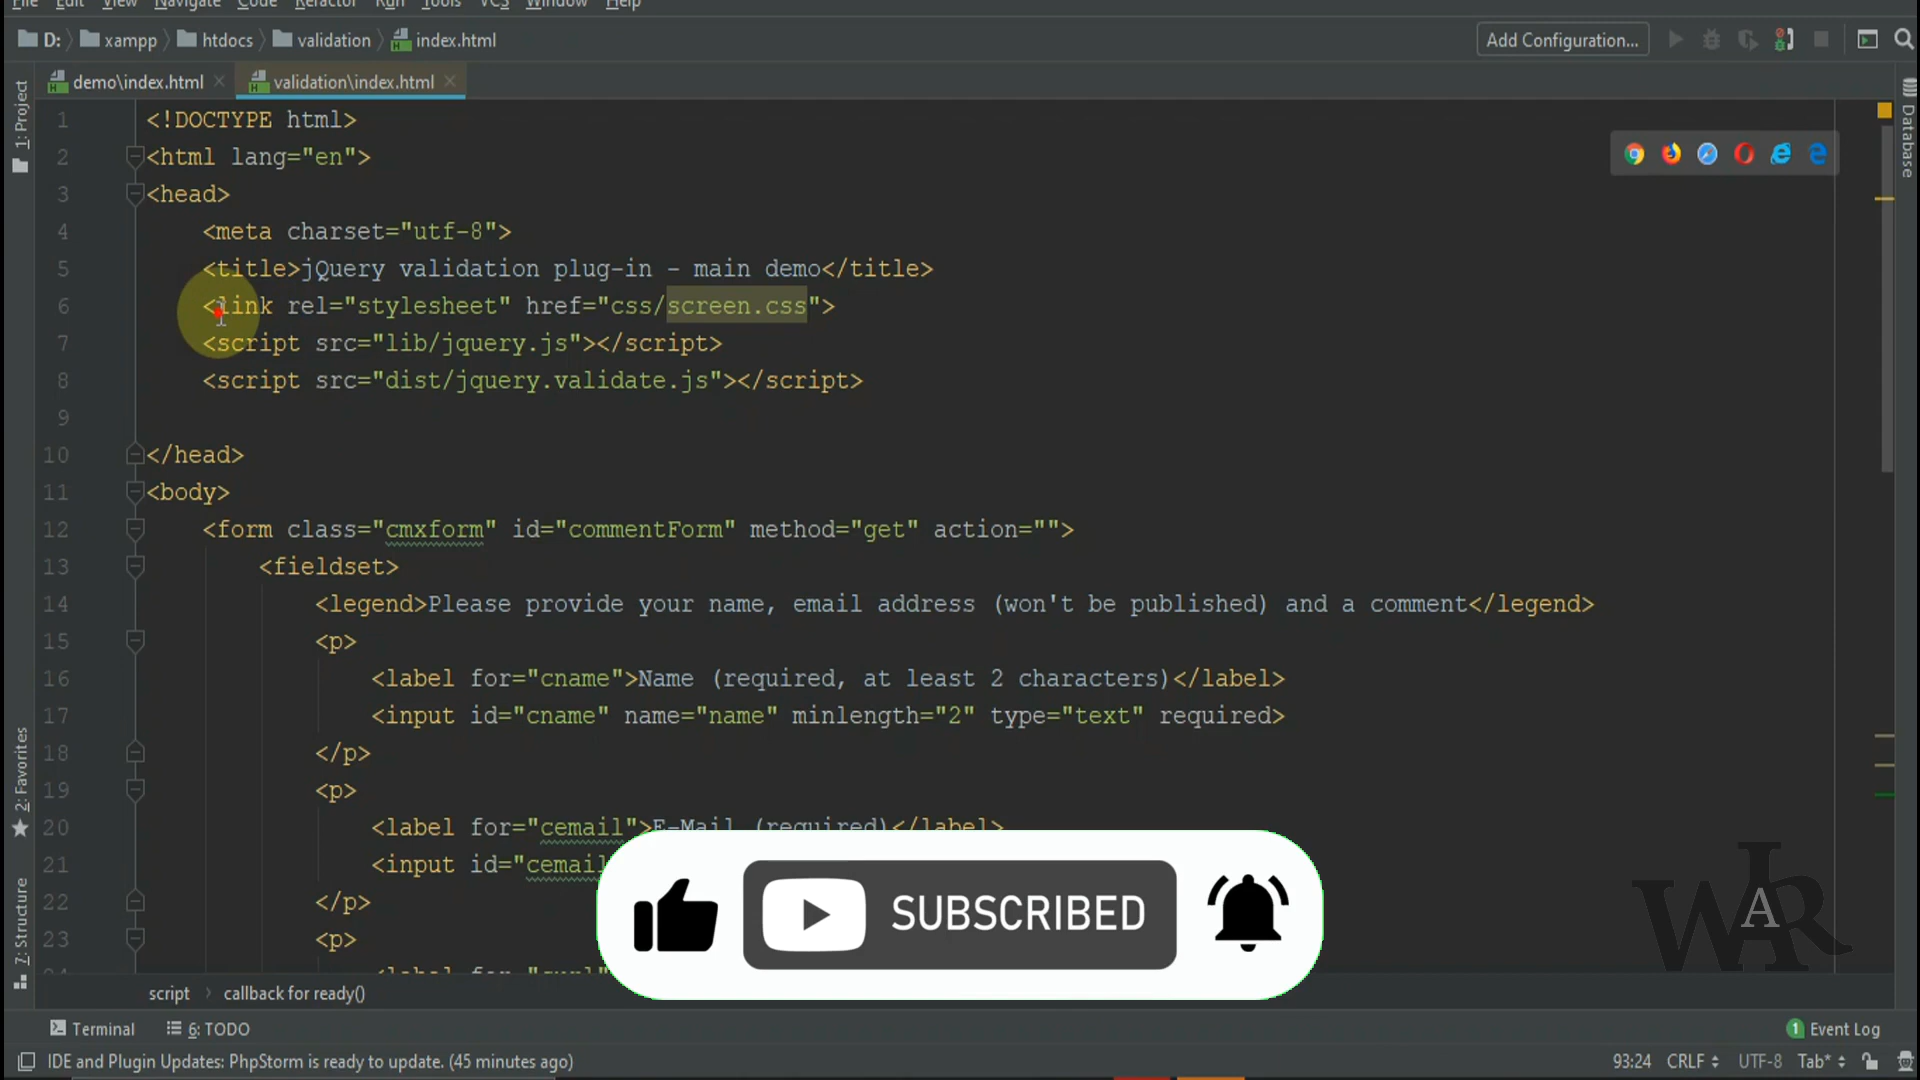 File Edit View Navigate Code Refactor Run Tools VCS Window Help
D: xampp htdocs validation index.html Add Configuration...
demo\index.html validation\index.html
1: Project
Database
1 <!DOCTYPE html>
2 <html lang="en">
3 <head>
4 <meta charset="utf-8">
5 <title>jQuery validation plug-in - main demo</title>
6 <link rel="stylesheet" href="css/screen.css">
7 <script src="lib/jquery.js"></script>
8 <script src="dist/jquery.validate.js"></script>
9
10 </head>
11 <body>
12 <form class="cmxform" id="commentForm" method="get" action="">
13 <fieldset>
14 <legend>Please provide your name, email address (won't be published) and a comment</legend>
15 <p>
16 <label for="cname">Name (required, at least 2 characters)</label>
17 <input id="cname" name="name" minlength="2" type="text" required>
18 </p>
19 <p>
20 <label for="cemail">E-Mail (required)</label>
21 <input id="cemail
22 </p>
23 <p>
2: Favorites
7: Structure
SUBSCRIBED
WAR
script callback for ready()
Terminal 6: TODO 1 Event Log
IDE and Plugin Updates: PhpStorm is ready to update. (45 minutes ago) 93:24 CRLF UTF-8 Tab*